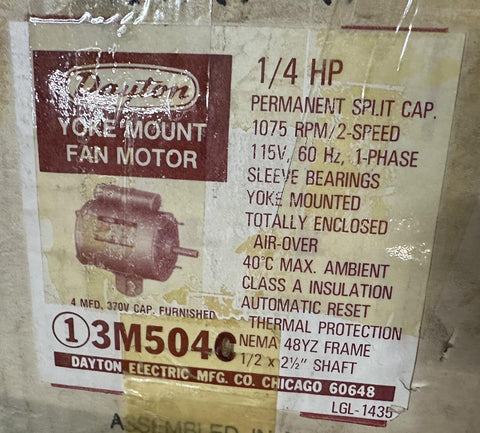 Dayton
YOKE MOUNT
FAN MOTOR
1/4 HP
PERMANENT SPLIT CAP.
1075 RPM/2-SPEED
115V, 60 Hz, 1-PHASE
SLEEVE BEARINGS
YOKE MOUNTED
TOTALLY ENCLOSED
AIR-OVER
40°C MAX. AMBIENT
CLASS A INSULATION
AUTOMATIC RESET
THERMAL PROTECTION
NEMA 48YZ FRAME
1/2 x 2½" SHAFT
4 MFD, 370V CAP. FURNISHED
1 3M504C
DAYTON ELECTRIC MFG. CO. CHICAGO 60648
LGL-1435
ASSEMBLED IN